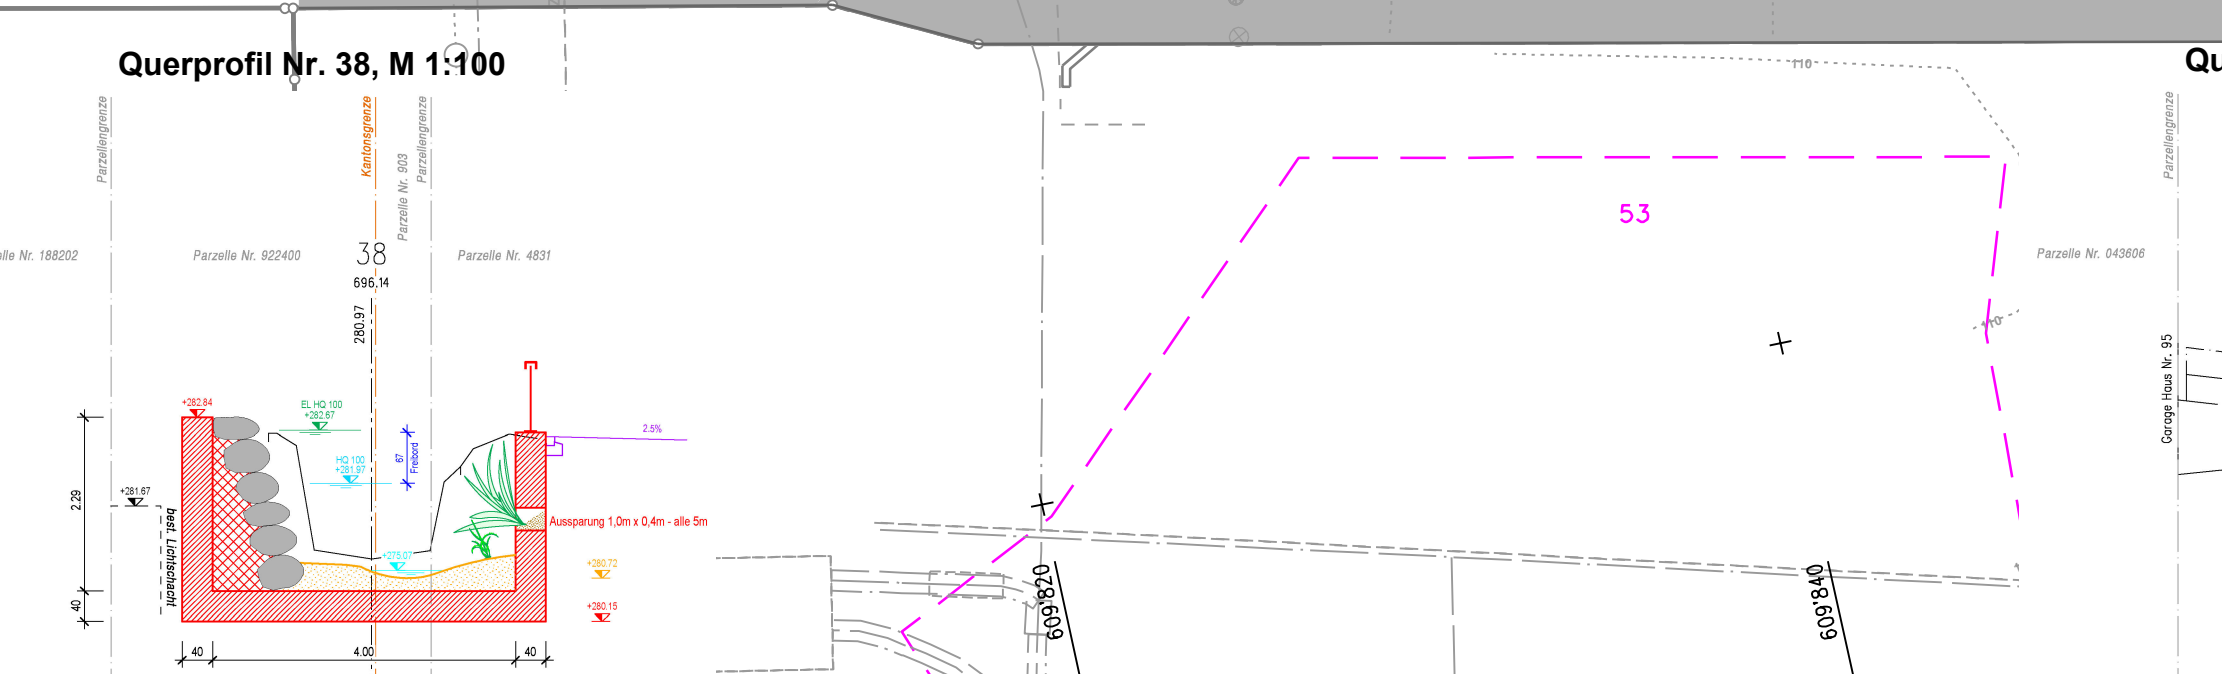 Querprofil Nr. 38, M 1:100
Qu
110
Parzellengrenze
Kantonsgrenze
Parzelle Nr. 903
Parzellengrenze
Parzellengrenze
53
lle Nr. 188202
Parzelle Nr. 922400
38
Parzelle Nr. 4831
Parzelle Nr. 043606
696.14
280.97
110
Garage Haus Nr. 95
+282.84
EL HQ 100
+282.67
2.5%
67
Freibord
HQ 100
+281.97
+281.67
2.29
best. Lichtschacht
Aussparung 1,0m x 0,4m - alle 5m
+275.07
+280.72
40
+280.15
609'820
609'840
40
4.00
40